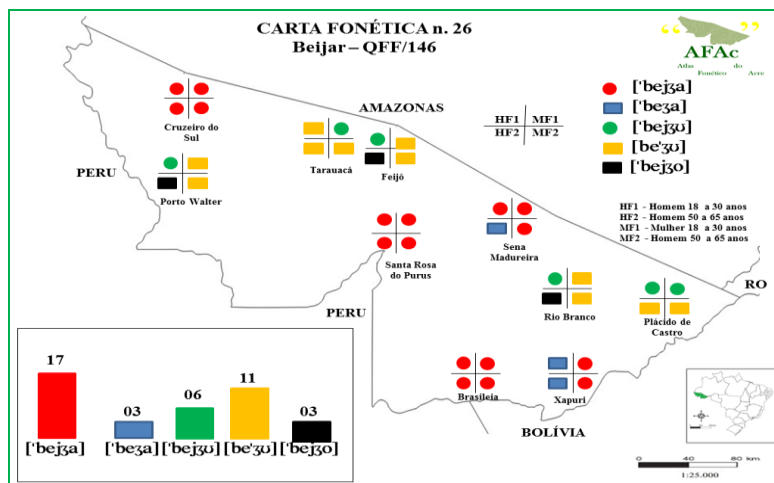 CARTA FONÉTICA n. 26
Beijar – QFF/146
“ ”
AFAc
Atlas Fonético do Acre
['bejʒa]
['beʒa]
['bejʒʊ]
[be'ʒʊ]
['bejʒo]
AMAZONAS
HF1 MF1
HF2 MF2
Cruzeiro do
Sul
Tarauacá
Feijó
PERU
Porto Walter
HF1 - Homem 18 a 30 anos
HF2 - Homem 50 a 65 anos
MF1 - Mulher 18 a 30 anos
MF2 - Homem 50 a 65 anos
Sena
Madureira
Santa Rosa
do Purus
RO
PERU
Rio Branco
Plácido de
Castro
Brasileia
Xapuri
BOLÍVIA
17
03
06
11
03
['bejʒa]
['beʒa]
['bejʒʊ]
[be'ʒʊ]
['bejʒo]
0 40 80 km
1:25.000